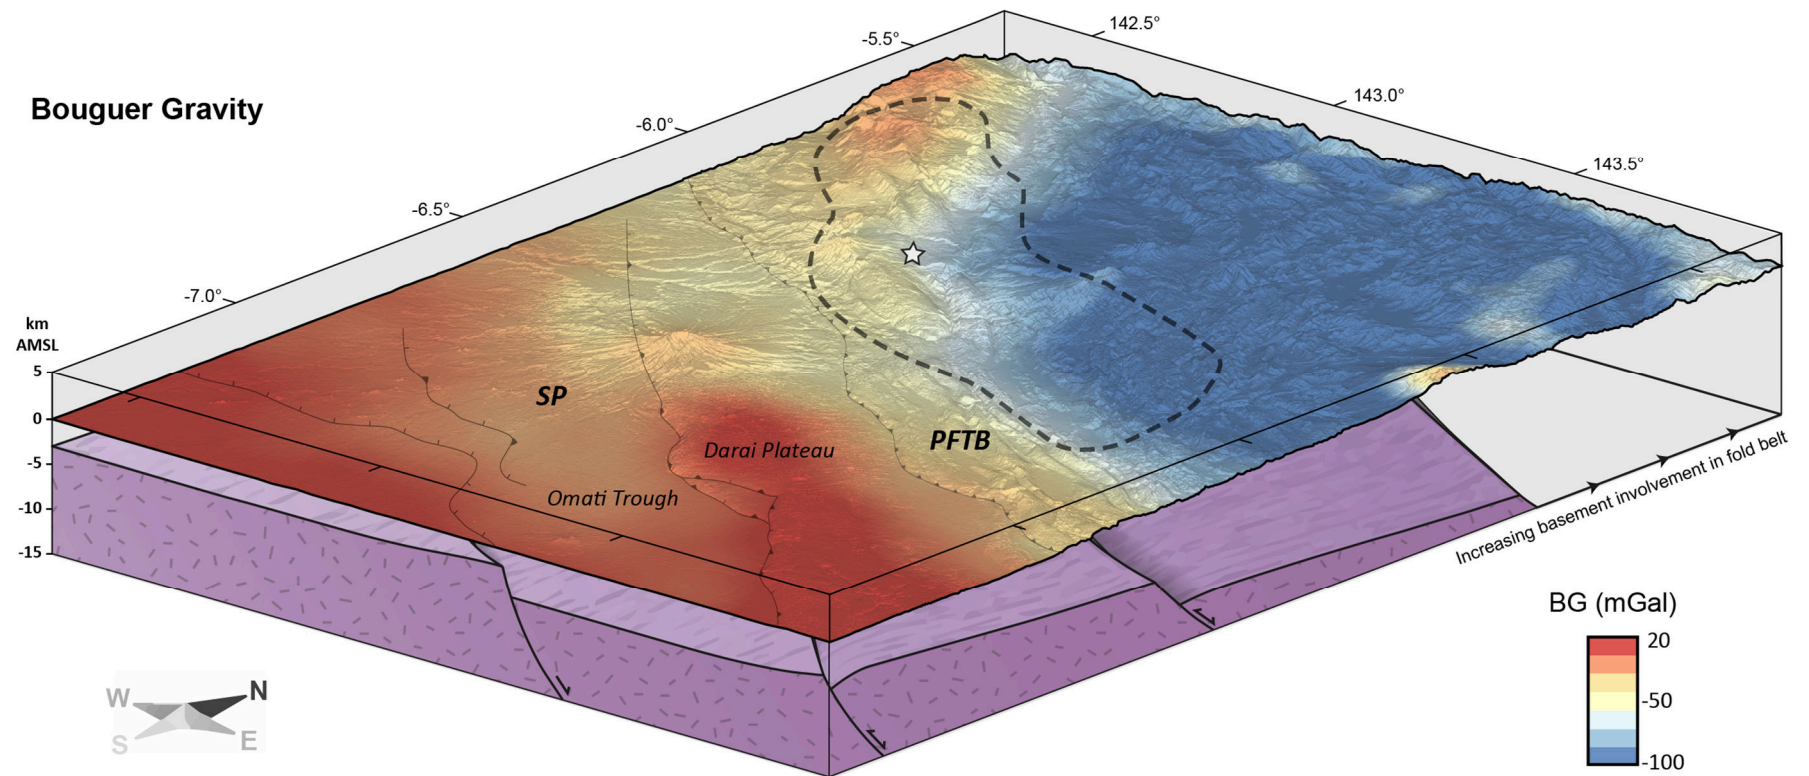 Bouguer Gravity
142.5°
-5.5°
143.0°
-6.0°
143.5°
-6.5°
-7.0°
km
AMSL
5
0
-5
-10
-15
SP
Darai Plateau
PFTB
Omati Trough
Increasing basement involvement in fold belt
BG (mGal)
20
-50
-100
W
N
S
E